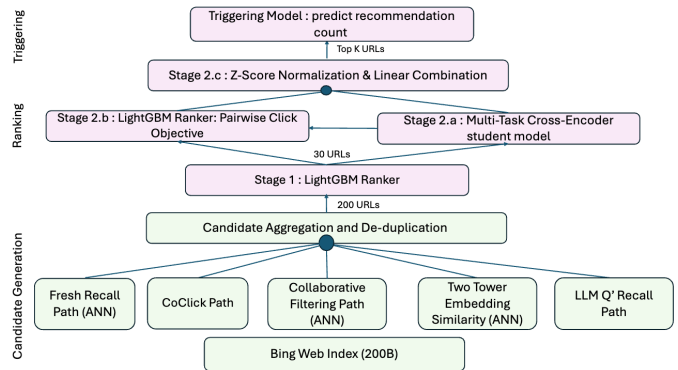 Triggering
Triggering Model : predict recommendation
count
Top K URLs
Stage 2.c : Z-Score Normalization & Linear Combination
Ranking
Stage 2.b : LightGBM Ranker: Pairwise Click
Objective
Stage 2.a : Multi-Task Cross-Encoder
student model
30 URLs
Stage 1 : LightGBM Ranker
200 URLs
Candidate Generation
Candidate Aggregation and De-duplication
Fresh Recall
Path (ANN)
CoClick Path
Collaborative
Filtering Path
(ANN)
Two Tower
Embedding
Similarity (ANN)
LLM Q’ Recall
Path
Bing Web Index (200B)